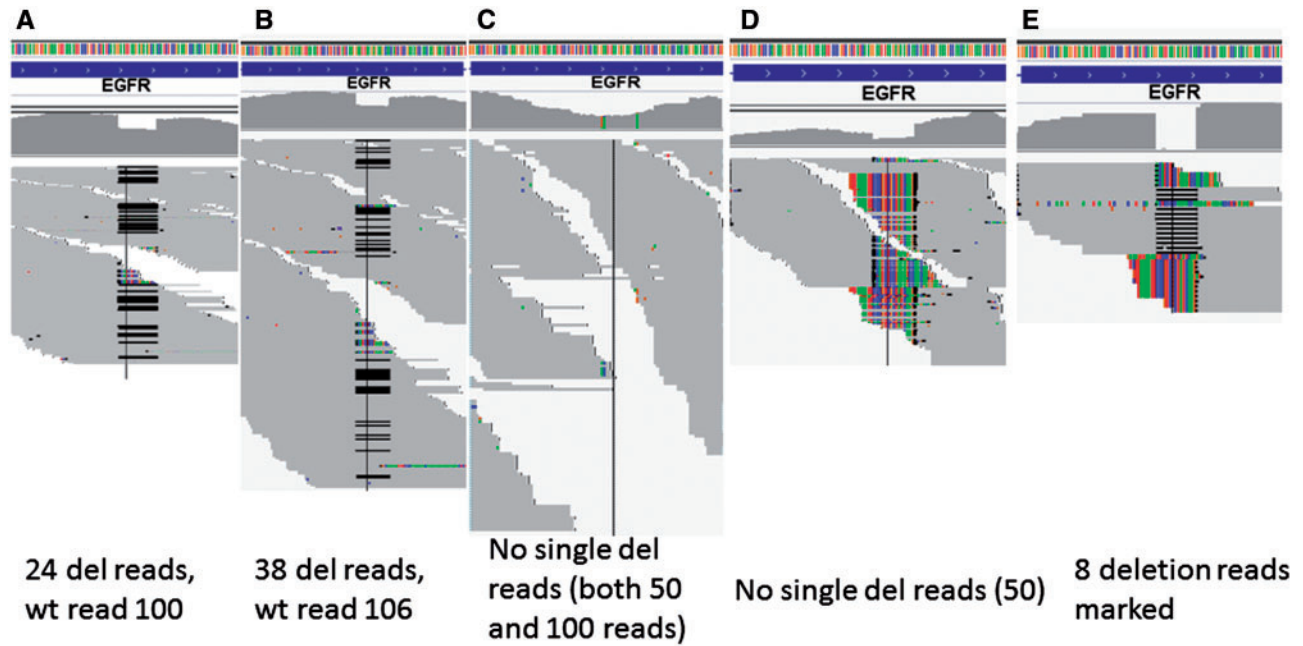 A
B
C
D
E
EGFR
EGFR
EGFR
EGFR
EGFR
24 del reads,
wt read 100
38 del reads,
wt read 106
No single del
reads (both 50
and 100 reads)
No single del reads (50)
8 deletion reads
marked